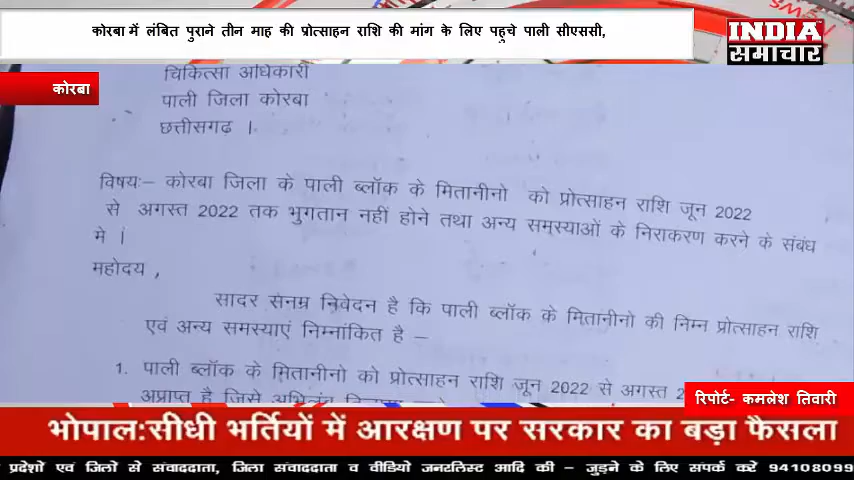 कोरबा में लंबित पुराने तीन माह की प्रोत्साहन राशि की मांग के लिए पहुचे पाली सीएससी,
INDIA
समाचार
कोरबा
चिकित्सा अधिकारी
पाली जिला कोरबा
छत्तीसगढ ।
विषयः– कोरबा जिला के पाली ब्लॉक के मितानीनो को प्रोत्साहन राशि जून 2022
से अगस्त 2022 तक भुगतान नहीं होने तथा अन्य समस्याओं के निराकरण करने के संबंध
मे ।
महोदय ,
सादर संनम्र निवेदन है कि पाली ब्लॉक के मितानीनो की निम्न प्रोत्साहन राशि
एवं अन्य समस्याएं निम्नांकित है –
1. पाली ब्लॉक के मितानीनो को प्रोत्साहन राशि जून 2022 से अगस्त 2
अप्राप्त है जिसे
रिपोर्ट- कमलेश तिवारी
भोपाल:सीधी भर्तियों में आरक्षण पर सरकार का बड़ा फैसला
प्रदेशों एवं जिलो से संवाददाता, जिला संवाददाता व वीडियो जनरलिस्ट आदि की – जुड़ने के लिए संपर्क करें 94108099